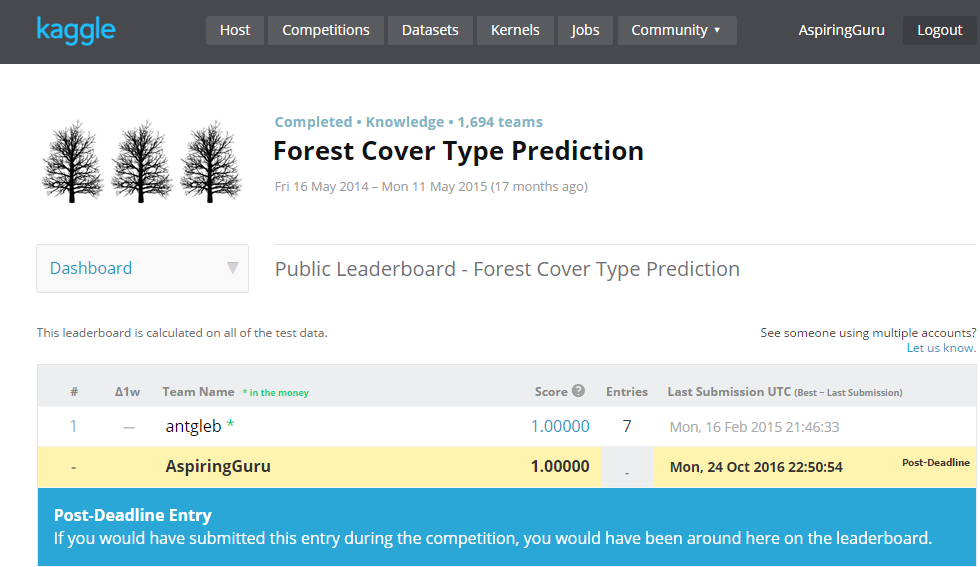 kaggle
Host Competitions Datasets Kernels Jobs Community ▼ AspiringGuru Logout
Completed • Knowledge • 1,694 teams
Forest Cover Type Prediction
Fri 16 May 2014 – Mon 11 May 2015 (17 months ago)
Dashboard ▼
Public Leaderboard - Forest Cover Type Prediction
This leaderboard is calculated on all of the test data.
See someone using multiple accounts?
Let us know.
# Δ1w Team Name * in the money Score ? Entries Last Submission UTC (Best − Last Submission)
1 — antgleb * 1.00000 7 Mon, 16 Feb 2015 21:46:33
- AspiringGuru 1.00000 - Mon, 24 Oct 2016 22:50:54 Post-Deadline
Post-Deadline Entry
If you would have submitted this entry during the competition, you would have been around here on the leaderboard.